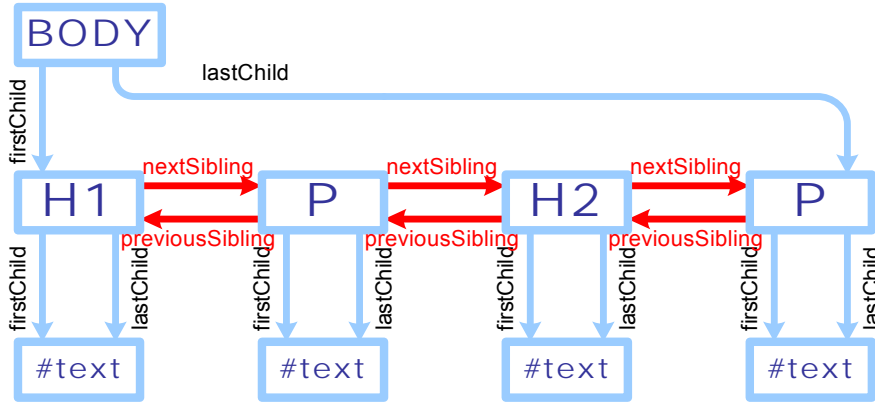 BODY
lastChild
firstChild
nextSibling nextSibling nextSibling
H1 P H2 P
previousSibling previousSibling previousSibling
firstChild lastChild firstChild lastChild firstChild lastChild firstChild lastChild
#text #text #text #text